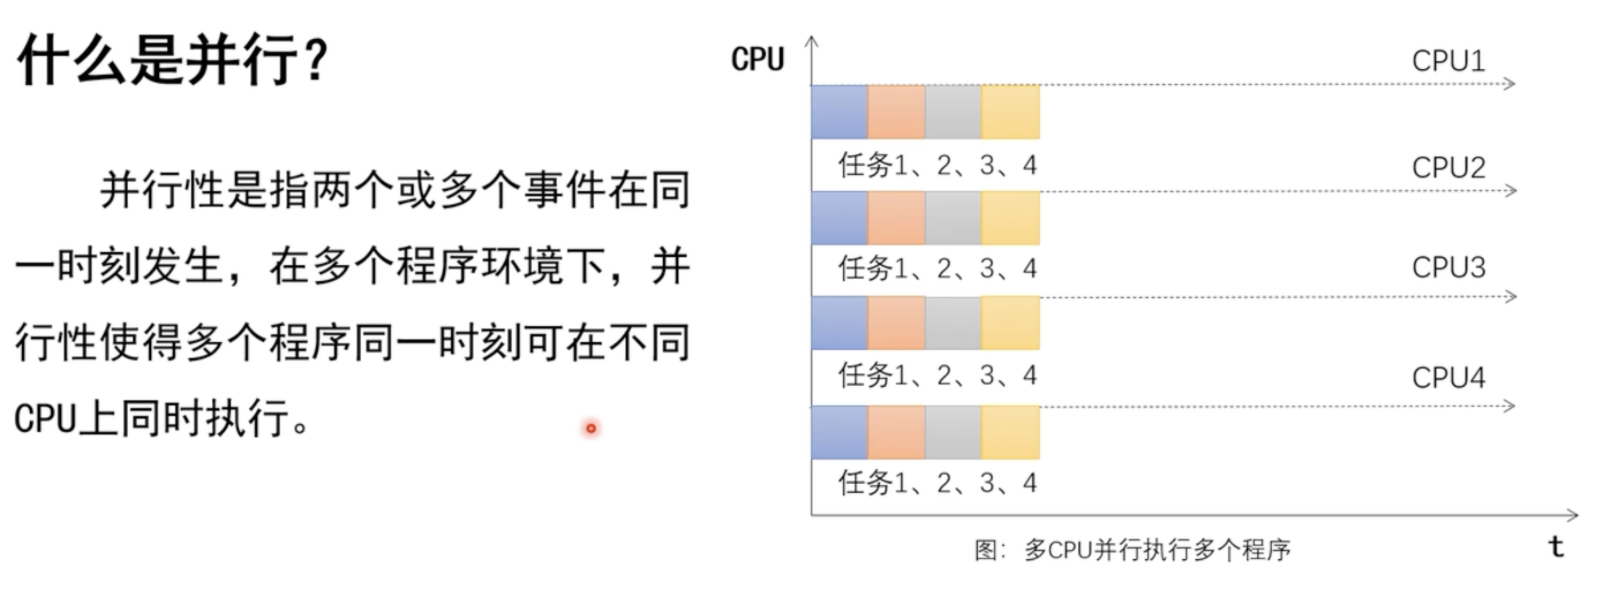 什么是并行？
并行性是指两个或多个事件在同
一时刻发生，在多个程序环境下，并
行性使得多个程序同一时刻可在不同
CPU上同时执行。
CPU
CPU1
任务1、2、3、4
CPU2
任务1、2、3、4
CPU3
任务1、2、3、4
CPU4
任务1、2、3、4
t
图：多CPU并行执行多个程序